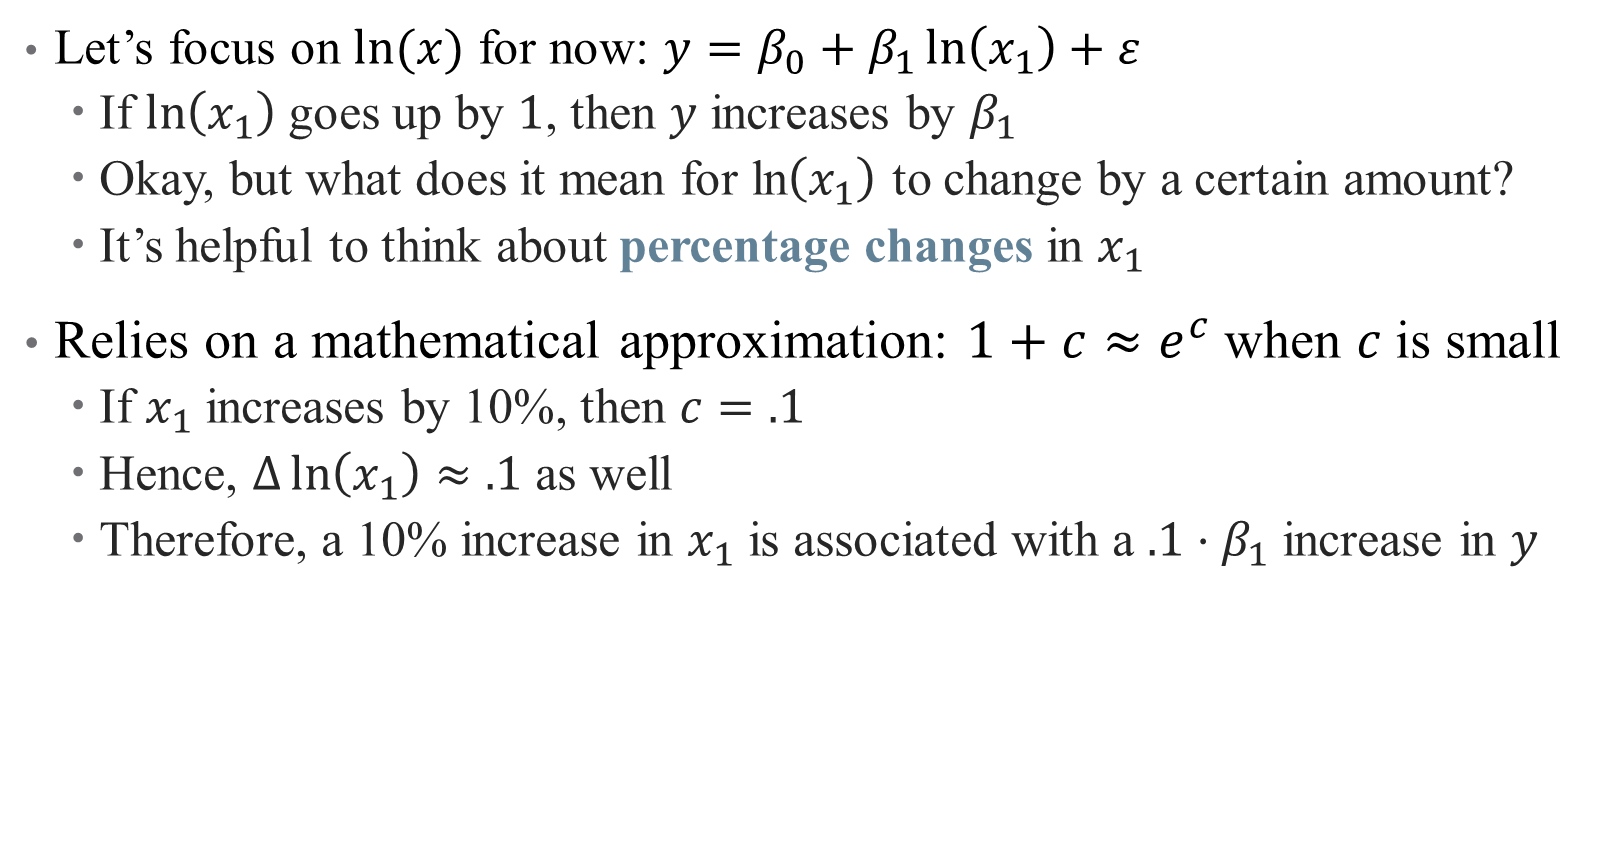 • Let’s focus on ln(x) for now: y = β₀ + β₁ ln(x₁) + ε
• If ln(x₁) goes up by 1, then y increases by β₁
• Okay, but what does it mean for ln(x₁) to change by a certain amount?
• It’s helpful to think about percentage changes in x₁
• Relies on a mathematical approximation: 1 + c ≈ eᶜ when c is small
• If x₁ increases by 10%, then c = .1
• Hence, Δ ln(x₁) ≈ .1 as well
• Therefore, a 10% increase in x₁ is associated with a .1 · β₁ increase in y